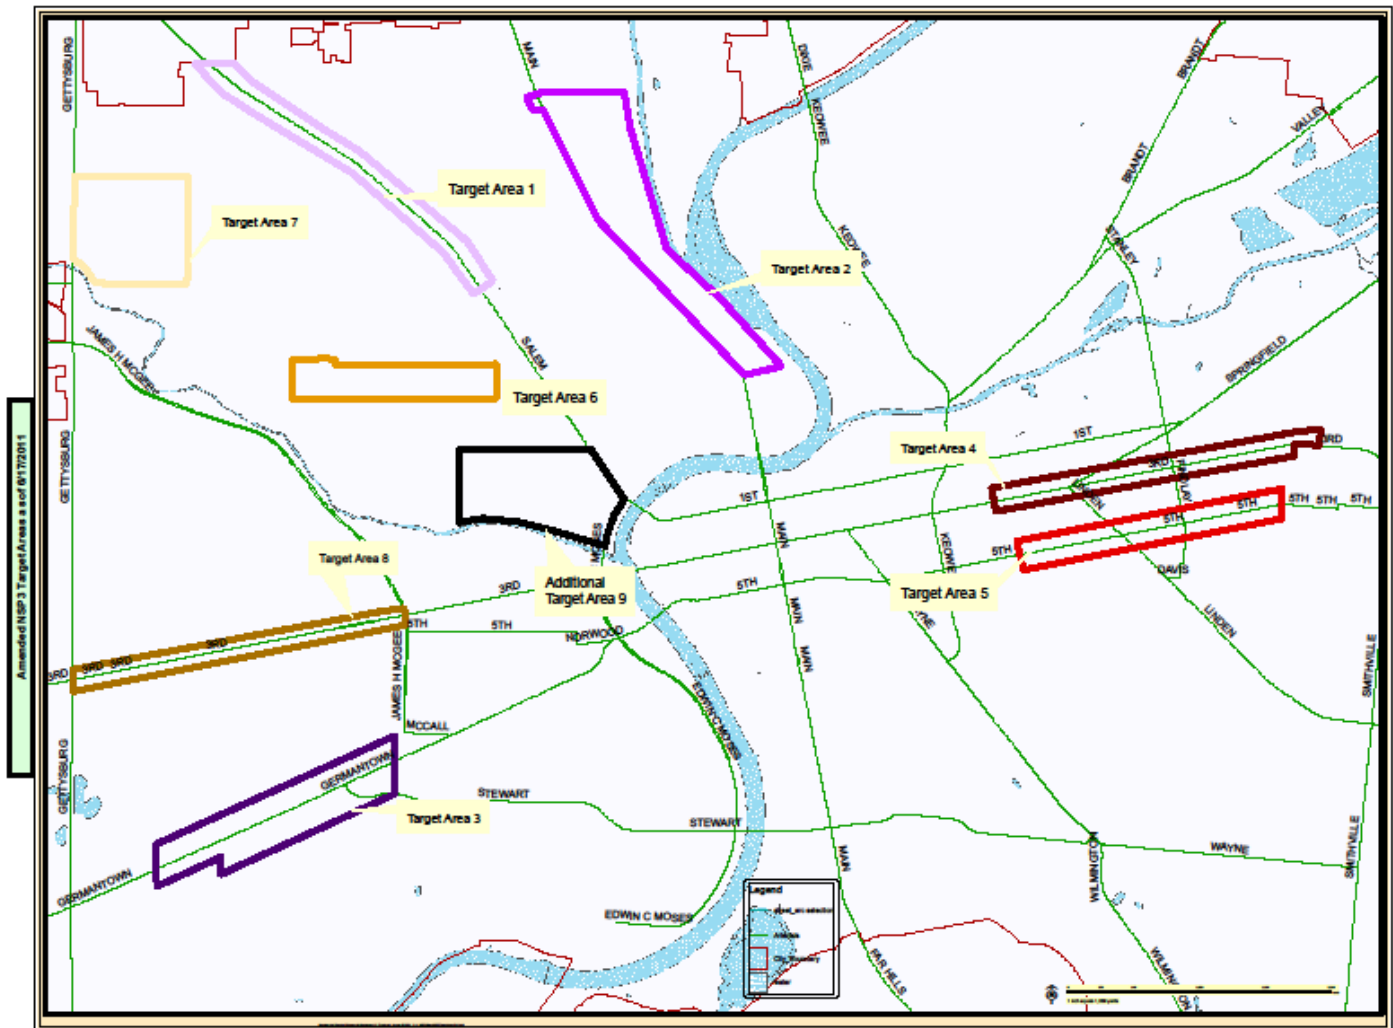 Amended NSP3 Target Areas as of 6/17/2011
GETTYSBURG
MAIN
DIXIE
KEOWEE
BRANDT
VALLEY
BRANDT
Target Area 1
Target Area 7
STANLEY
Target Area 2
JAMES H MCGEE
SALEM
SPRINGFIELD
Target Area 6
GETTYSBURG
1ST
3RD
Target Area 4
3RD
1ST
LINDEN
5TH
5TH
5TH
5TH
5TH
MAIN
5TH
Target Area 8
DAVIS
Additional
Target Area 9
3RD
5TH
Target Area 5
MAIN
LINDEN
5TH
5TH
NORWOOD
3RD
3RD
3RD
3RD
JAMES H MCGEE
MAIN
SMITHVILLE
EDWIN C MOSES
MCCALL
GETTYSBURG
GERMANTOWN
STEWART
Target Area 3
STEWART
MAIN
WAYNE
SMITHVILLE
WILMINGTON
GERMANTOWN
Legend
EDWIN C MOSES
FAR HILLS
City_Boundary